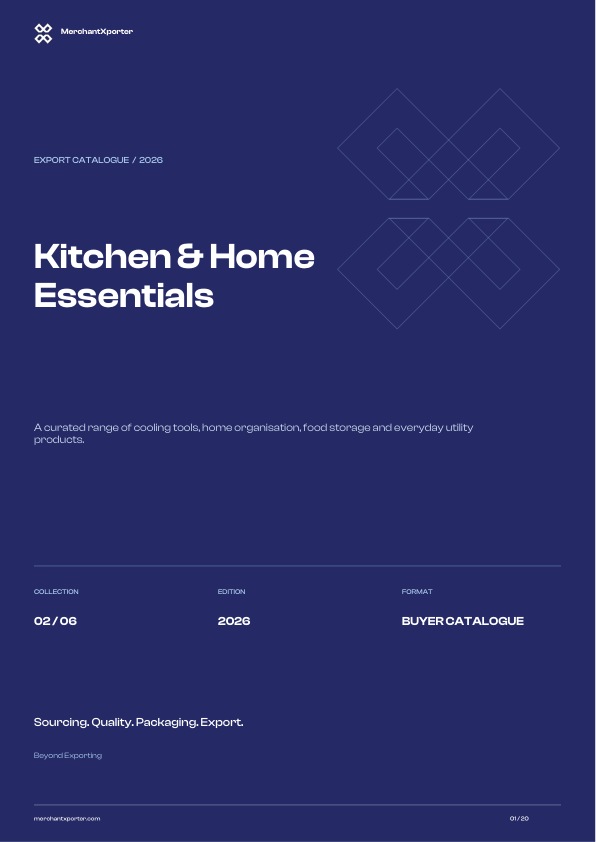 MerchantXporter
EXPORT CATALOGUE / 2026
Kitchen & Home
Essentials
A curated range of cooling tools, home organisation, food storage and everyday utility
products.
COLLECTION
EDITION
FORMAT
02 / 06
2026
BUYER CATALOGUE
Sourcing. Quality. Packaging. Export.
Beyond Exporting
merchantxporter.com
01 / 20